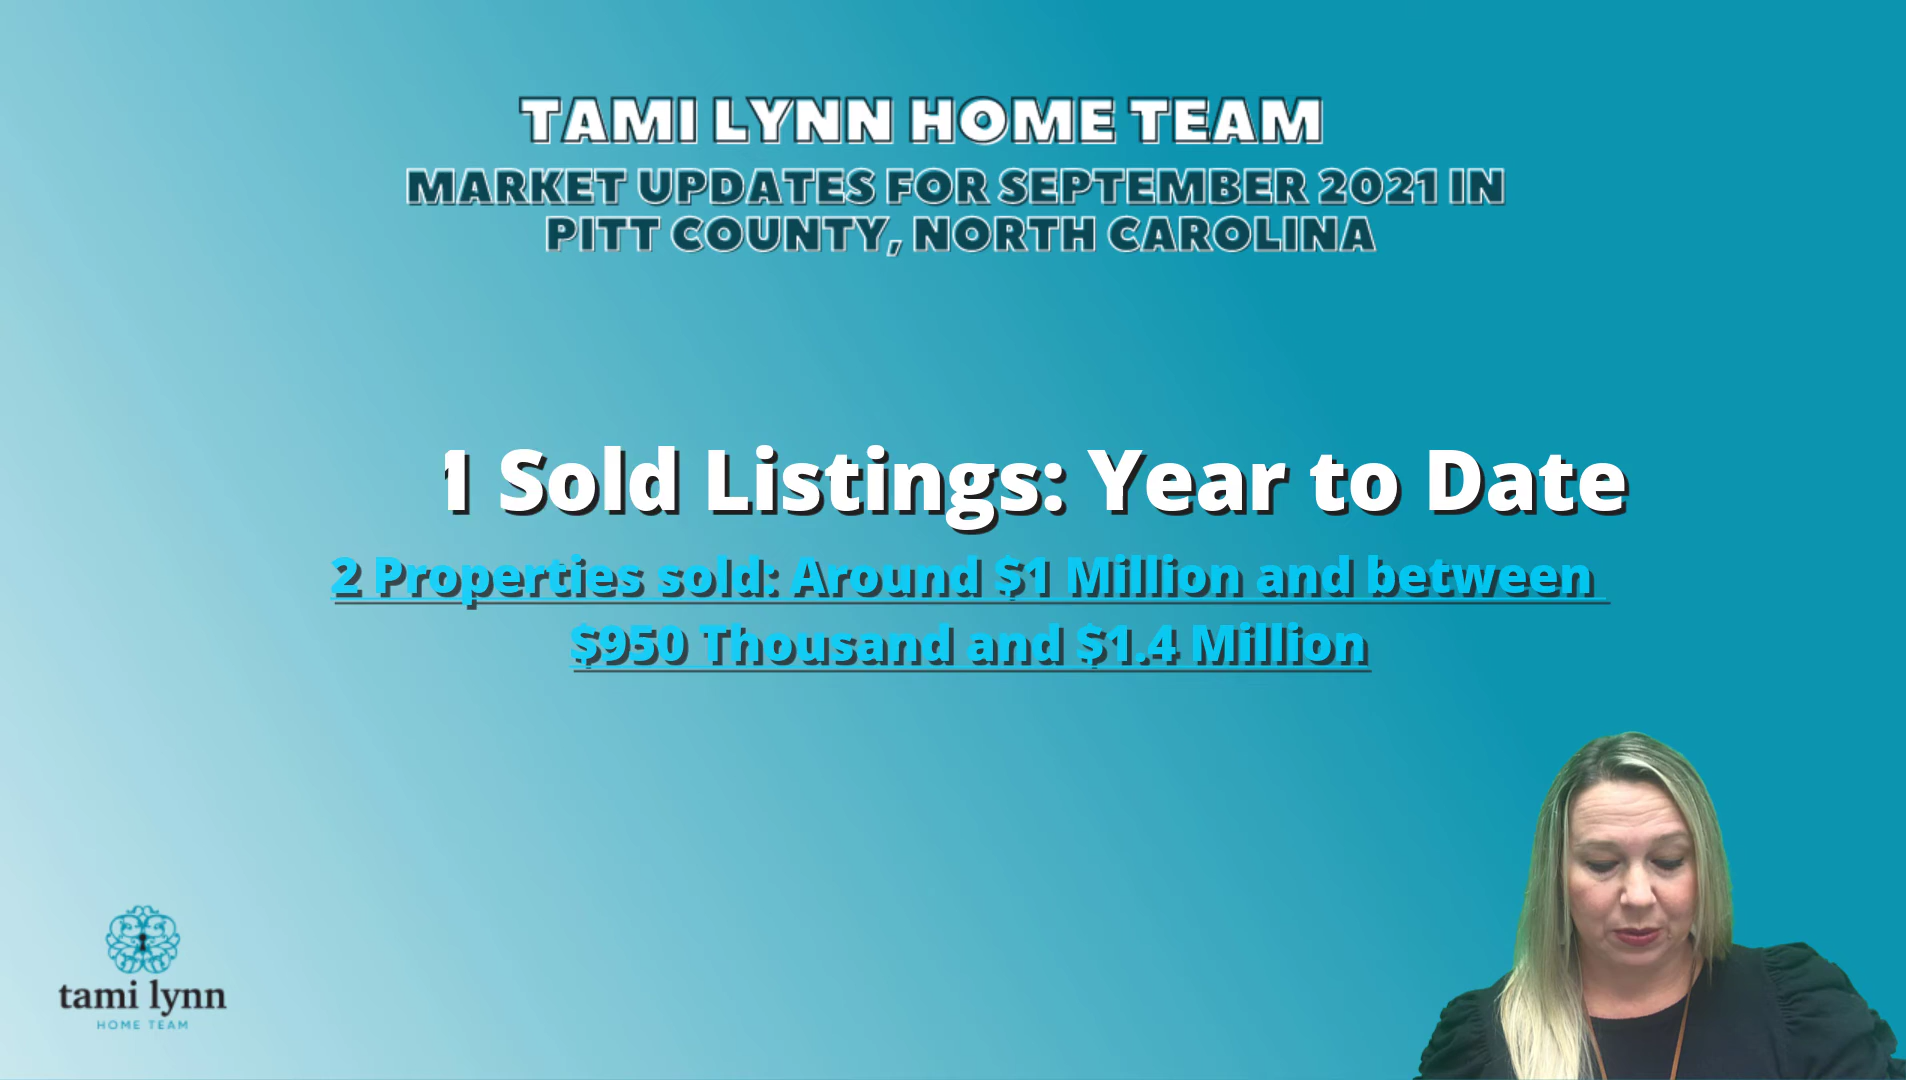 TAMI LYNN HOME TEAM
MARKET UPDATES FOR SEPTEMBER 2021 IN
PITT COUNTY, NORTH CAROLINA
1 Sold Listings: Year to Date
2 Properties sold: Around $1 Million and between
$950 Thousand and $1.4 Million
tami lynn
HOME TEAM